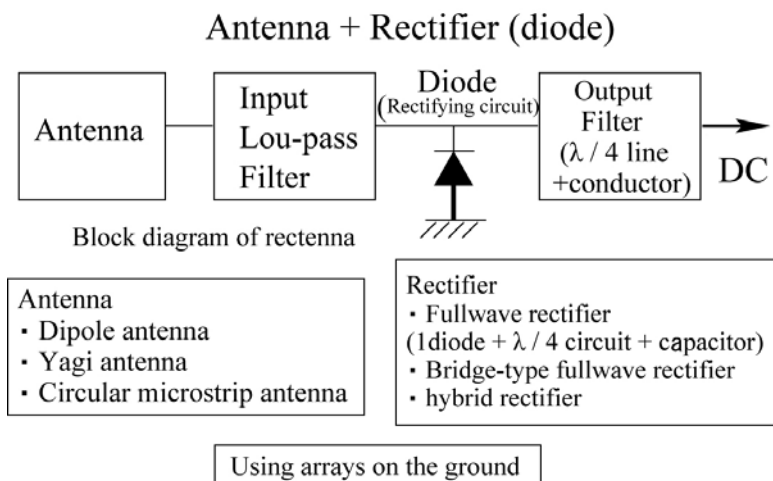 Antenna + Rectifier (diode)
Antenna
Input
Lou-pass
Filter
Diode
(Rectifying circuit)
Output
Filter
(λ / 4 line
+conductor)
DC
Block diagram of rectenna
Antenna
・Dipole antenna
・Yagi antenna
・Circular microstrip antenna
Rectifier
・Fullwave rectifier
(1diode + λ / 4 circuit + capacitor)
・Bridge-type fullwave rectifier
・hybrid rectifier
Using arrays on the ground